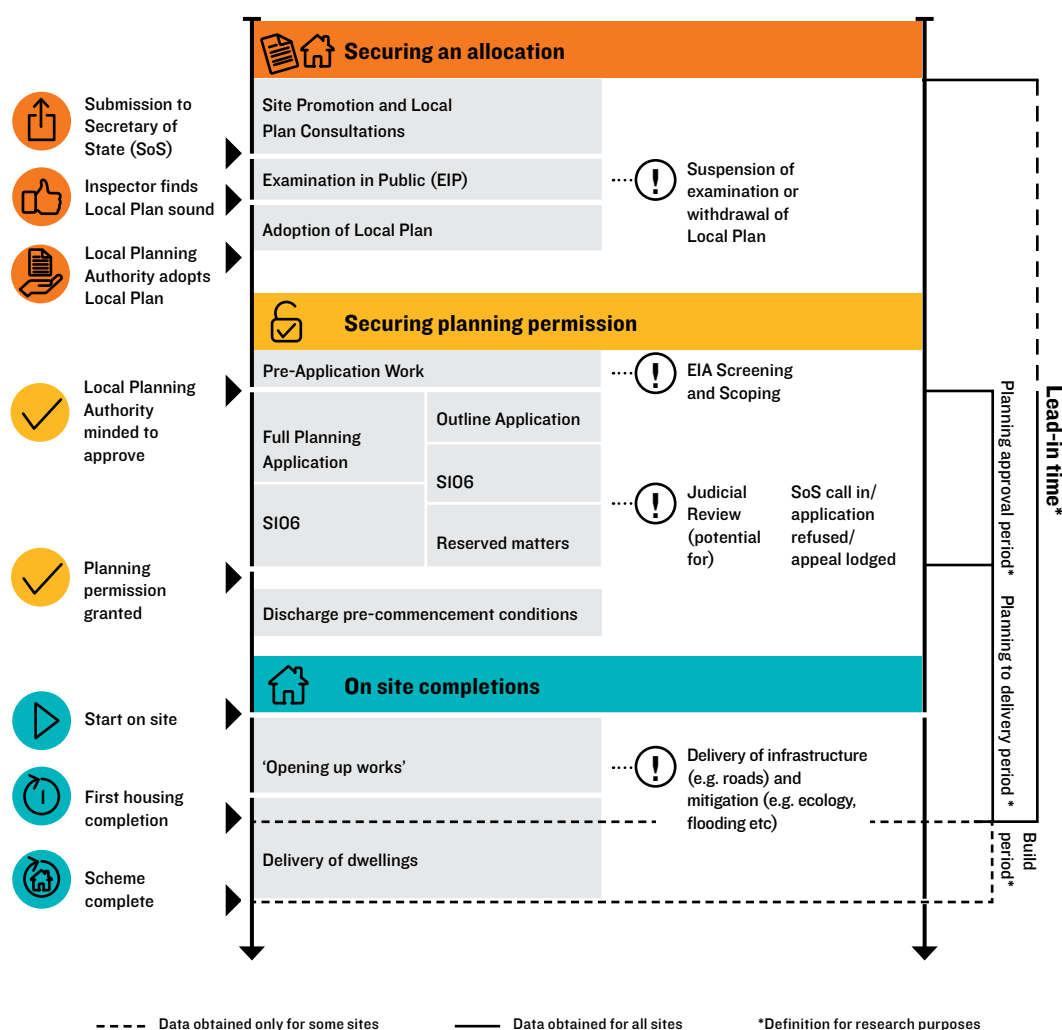 Securing an allocation
Submission to
Secretary of
State (SoS)
Inspector finds
Local Plan sound
Local Planning
Authority adopts
Local Plan
Site Promotion and Local
Plan Consultations
Examination in Public (EIP)
Adoption of Local Plan
Suspension of
examination or
withdrawal of
Local Plan
Securing planning permission
Local Planning
Authority
minded to
approve
Planning
permission
granted
Pre-Application Work
Full Planning
Application
S106
Outline Application
S106
Reserved matters
Discharge pre-commencement conditions
EIA Screening
and Scoping
Judicial
Review
(potential
for)
SoS call in/
application
refused/
appeal lodged
On site completions
Start on site
First housing
completion
Scheme
complete
'Opening up works'
Delivery of dwellings
Delivery of infrastructure
(e.g. roads) and
mitigation (e.g. ecology,
flooding etc)
Lead-in time*
Planning approval period*
Planning to delivery period *
Build
period*
Data obtained only for some sites
Data obtained for all sites
*Definition for research purposes